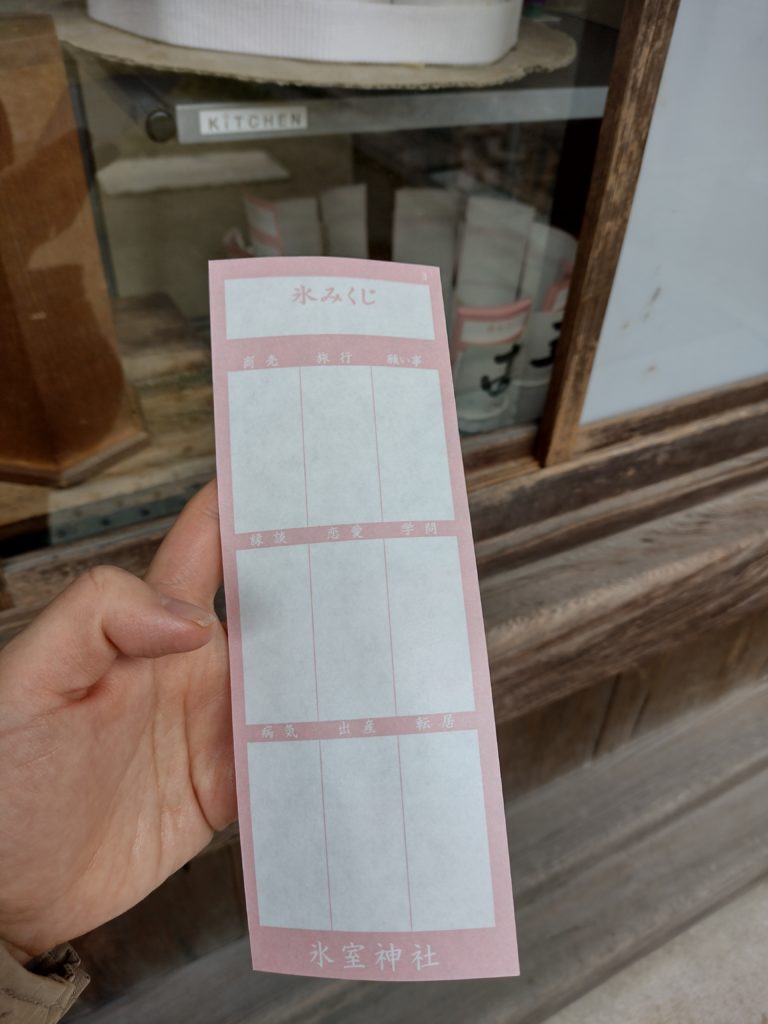 KiTCHEN
3
氷みくじ
商売 旅行 願い事
縁談 恋愛 学問
病気 出産 転居
氷室神社